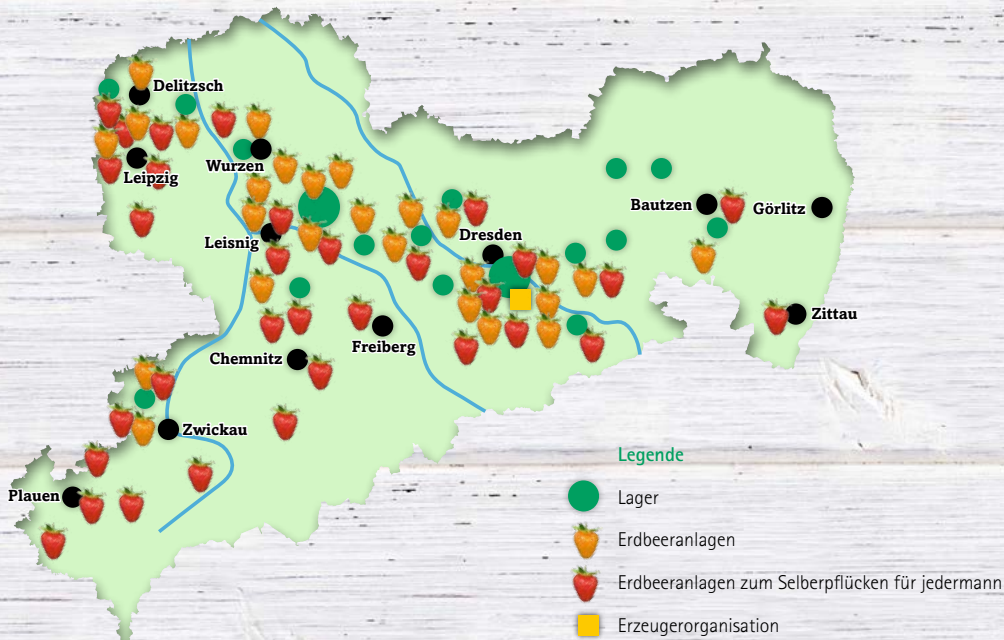 Delitzsch
Leipzig
Wurzen
Leisnig
Dresden
Bautzen
Görlitz
Zittau
Freiberg
Chemnitz
Zwickau
Plauen
Legende
Lager
Erdbeeranlagen
Erdbeeranlagen zum Selberpflücken für jedermann
Erzeugerorganisation